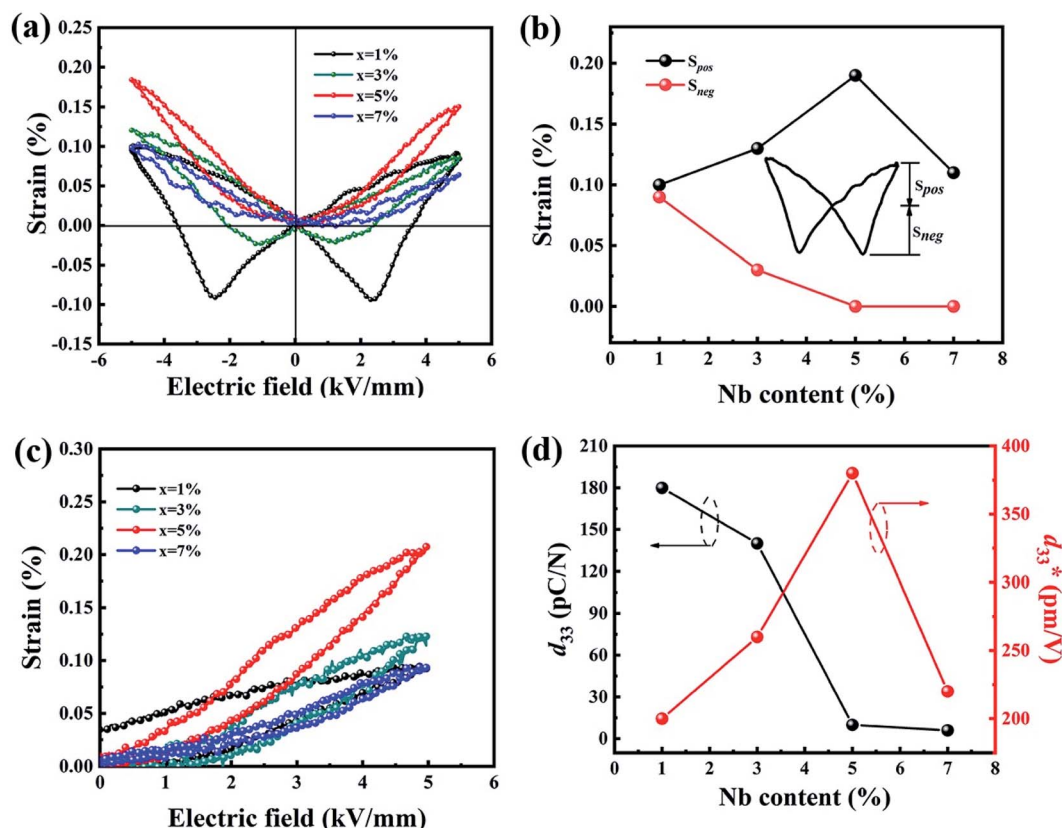 (a)
x=1%
x=3%
x=5%
x=7%
0.20
0.15
0.10
0.05
0.00
-0.05
-0.10
-0.15
Strain (%)
-6 -4 -2 0 2 4 6
Electric field (kV/mm)
(b)
Spos
Sneg
0.20
0.15
0.10
0.05
0.00
Strain (%)
Spos
Sneg
0 1 2 3 4 5 6 7 8
Nb content (%)
(c)
x=1%
x=3%
x=5%
x=7%
0.30
0.25
0.20
0.15
0.10
0.05
0.00
Strain (%)
0 1 2 3 4 5 6
Electric field (kV/mm)
(d)
210
180
150
120
90
60
30
0
d33 (pC/N)
400
350
300
250
200
d33* (pm/V)
0 1 2 3 4 5 6 7 8
Nb content (%)